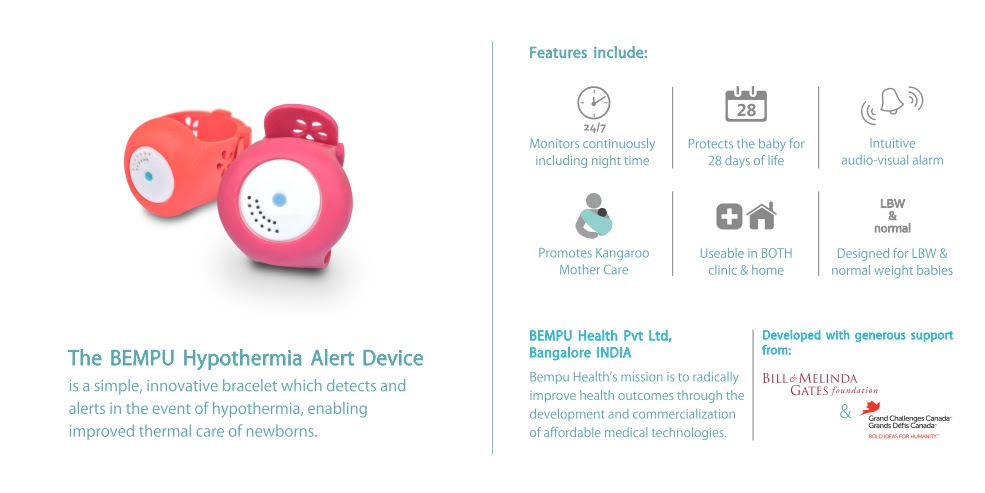 The BEMPU Hypothermia Alert Device
is a simple, innovative bracelet which detects and
alerts in the event of hypothermia, enabling
improved thermal care of newborns.
Features include:
24/7
Monitors continuously
including night time
28
Protects the baby for
28 days of life
Intuitive
audio-visual alarm
Promotes Kangaroo
Mother Care
Useable in BOTH
clinic & home
LBW
&
normal
Designed for LBW &
normal weight babies
BEMPU Health Pvt Ltd,
Bangalore INDIA
Bempu Health's mission is to radically
improve health outcomes through the
development and commercialization
of affordable medical technologies.
Developed with generous support
from:
BILL & MELINDA
GATES foundation
&
Grand Challenges Canada™
Grands Défis Canada™
BOLD IDEAS FOR HUMANITY™